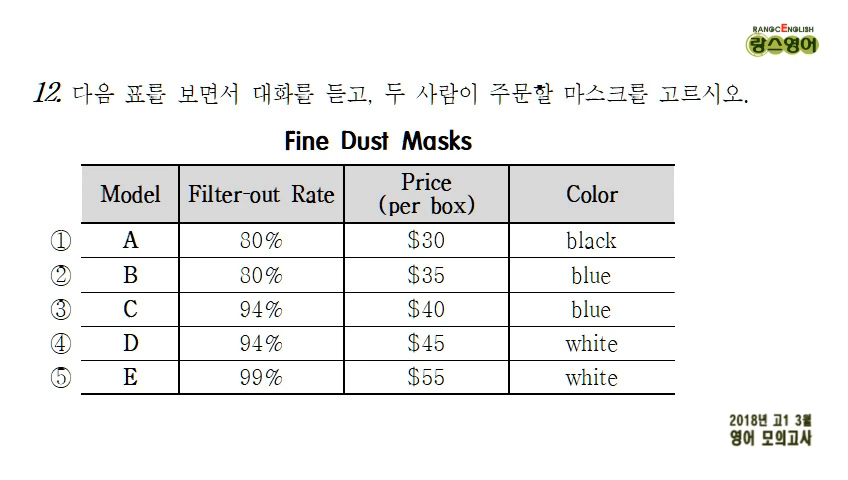 RANGCENGLISH
랑스영어
12. 다음 표를 보면서 대화를 듣고, 두 사람이 주문할 마스크를 고르시오.
Fine Dust Masks
Model Filter-out Rate Price (per box) Color
① A 80% $30 black
② B 80% $35 blue
③ C 94% $40 blue
④ D 94% $45 white
⑤ E 99% $55 white
2018년 고1 3월
영어 모의고사